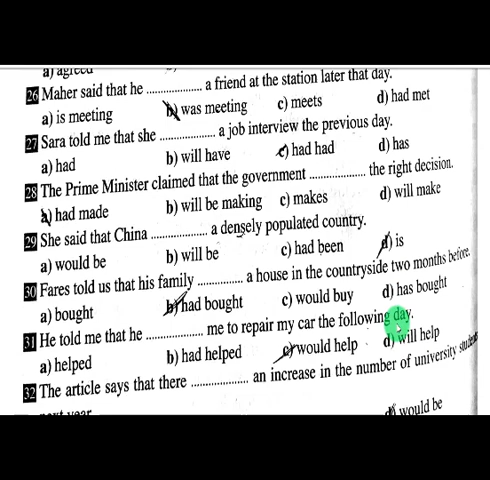 a) agreed
26 Maher said that he .................. a friend at the station later that day.
a) is meeting b) was meeting c) meets d) had met
27 Sara told me that she .................. a job interview the previous day.
a) had b) will have c) had had d) has
28 The Prime Minister claimed that the government .................. the right decision.
a) had made b) will be making c) makes d) will make
29 She said that China .................. a densely populated country.
a) would be b) will be c) had been d) is
30 Fares told us that his family .............. a house in the countryside two months before.
a) bought b) had bought c) would buy d) has bought
31 He told me that he .................. me to repair my car the following day.
a) helped b) had helped c) would help d) will help
32 The article says that there .................. an increase in the number of university students
next year
would be